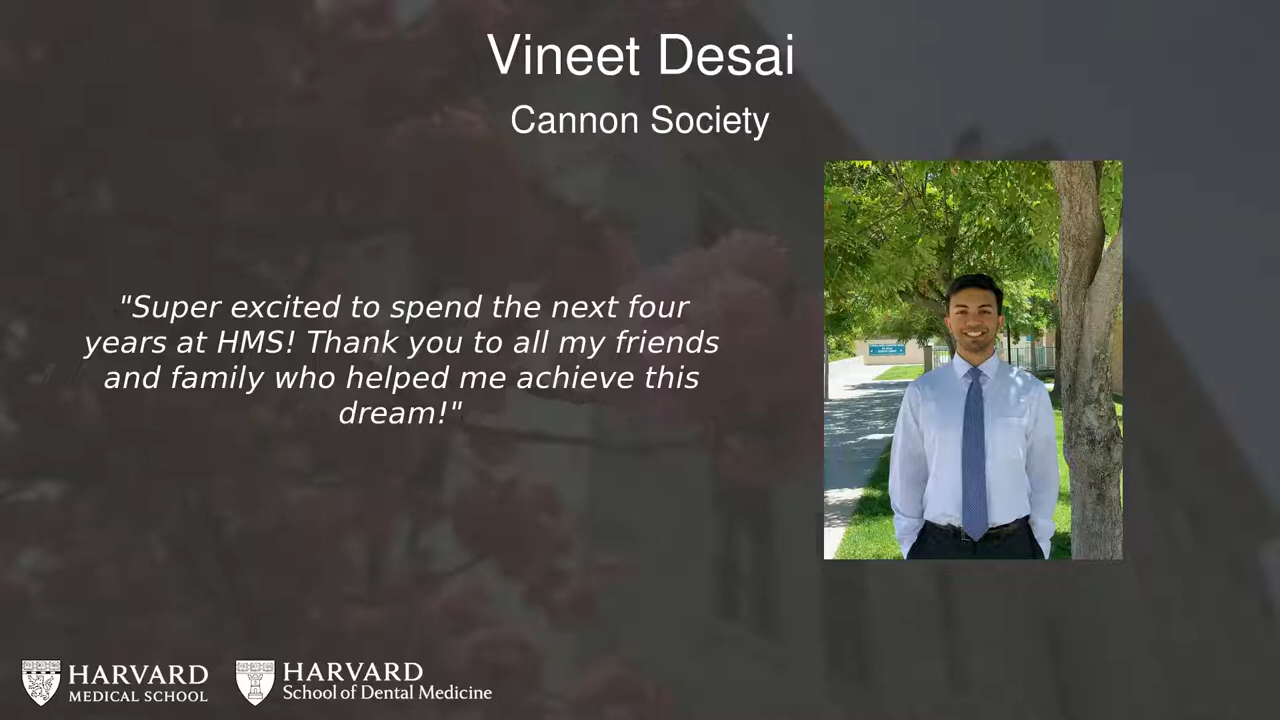 Vineet Desai
Cannon Society
"Super excited to spend the next four
years at HMS! Thank you to all my friends
and family who helped me achieve this
dream!"
HARVARD
MEDICAL SCHOOL
HARVARD
School of Dental Medicine